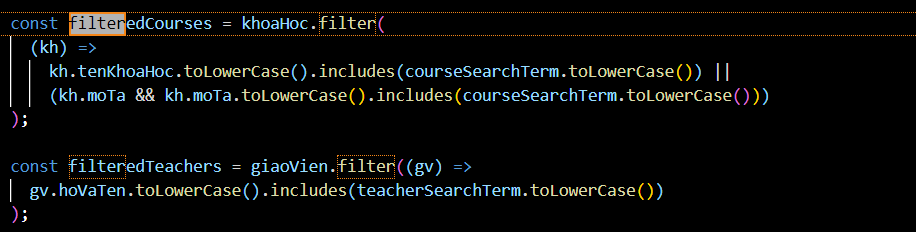 const filteredCourses = khoaHoc.filter(
(kh) =>
kh.tenKhoaHoc.toLowerCase().includes(courseSearchTerm.toLowerCase()) ||
(kh.moTa && kh.moTa.toLowerCase().includes(courseSearchTerm.toLowerCase()))
);
const filteredTeachers = giaoVien.filter((gv) =>
gv.hoVaTen.toLowerCase().includes(teacherSearchTerm.toLowerCase())
);